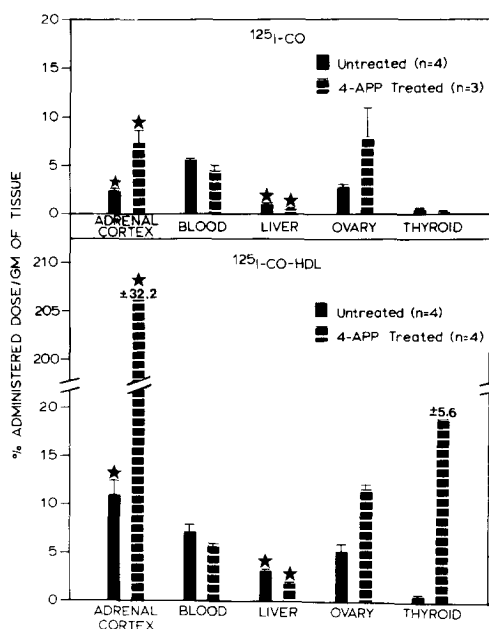 % ADMINISTERED DOSE/GM OF TISSUE
¹²⁵I-CO
Untreated (n=4)
4-APP Treated (n=3)
20
15
10
5
0
ADRENAL CORTEX
BLOOD
LIVER
OVARY
THYROID
¹²⁵I-CO-HDL
Untreated (n=4)
4-APP Treated (n=4)
210
205
200
20
15
10
5
0
±32.2
±5.6
ADRENAL CORTEX
BLOOD
LIVER
OVARY
THYROID